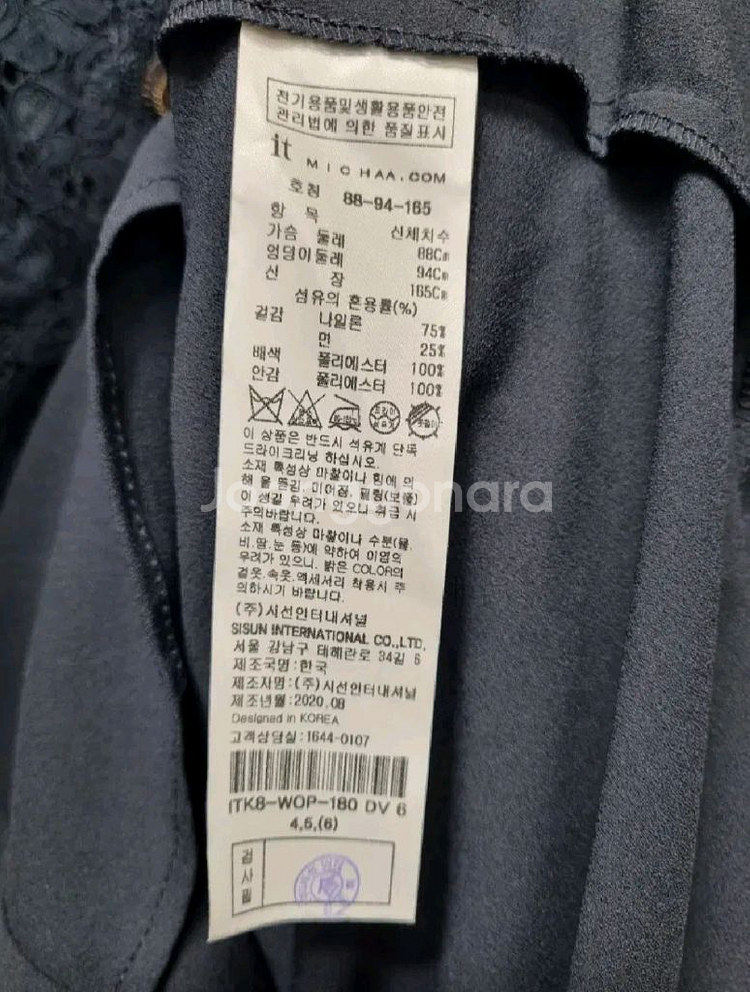 전기용품및생활용품안전
관리법에 의한 품질표시
it MICHAA.COM
호칭 88-94-165
항 목 신체치수
가슴 둘레 88Cm
엉덩이둘레 94Cm
신 장 165Cm
섬유의 혼용률(%)
겉감 나일론 75%
면 25%
배색 폴리에스터 100%
안감 폴리에스터 100%
이 상품은 반드시 석유계 단독
드라이크리닝 하십시오.
소재 특성상 마찰이나 힘에 의
해 올 뜯김, 미어짐, 필링(보풀)
이 생길 우려가 있으니 취급 시
주의바랍니다.
소재 특성상 마찰이나 수분(물,
비,땀,눈 등)에 약하여 이염의
우려가 있으니, 밝은 COLOR의
겉옷,속옷,액세서리 착용시 주
의하시기 바랍니다.
(주)시선인터내셔널
SISUN INTERNATIONAL CO.,LTD.
서울 강남구 테헤란로 34길 6
제조국명:한국
제조자명:(주)시선인터내셔널
제조년월:2020.08
Designed in KOREA
고객상담실:1644-0107
ITK8-WOP-180 DV 6
4,5,(6)
검사필